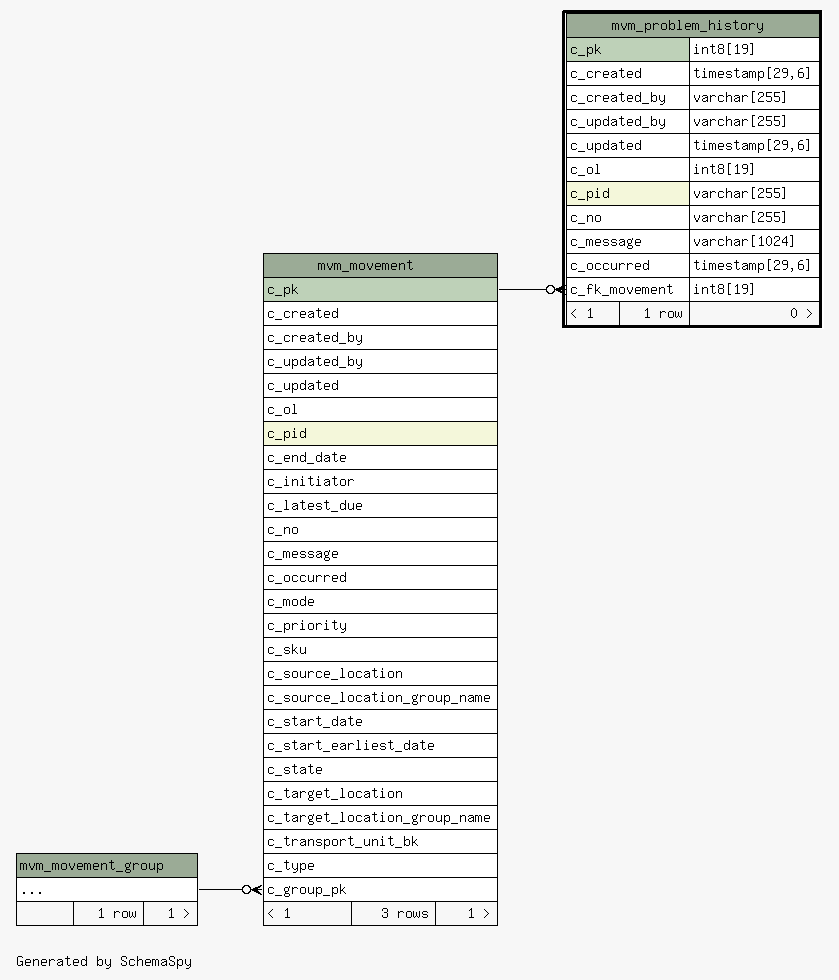 mvm_problem_history
c_pk int8[19]
c_created timestamp[29,6]
c_created_by varchar[255]
c_updated_by varchar[255]
c_updated timestamp[29,6]
c_ol int8[19]
c_pid varchar[255]
c_no varchar[255]
c_message varchar[1024]
c_occurred timestamp[29,6]
c_fk_movement int8[19]
< 1 1 row 0 >
mvm_movement
c_pk
c_created
c_created_by
c_updated_by
c_updated
c_ol
c_pid
c_end_date
c_initiator
c_latest_due
c_no
c_message
c_occurred
c_mode
c_priority
c_sku
c_source_location
c_source_location_group_name
c_start_date
c_start_earliest_date
c_state
c_target_location
c_target_location_group_name
c_transport_unit_bk
c_type
c_group_pk
< 1 3 rows 1 >
mvm_movement_group
...
1 row 1 >
Generated by SchemaSpy